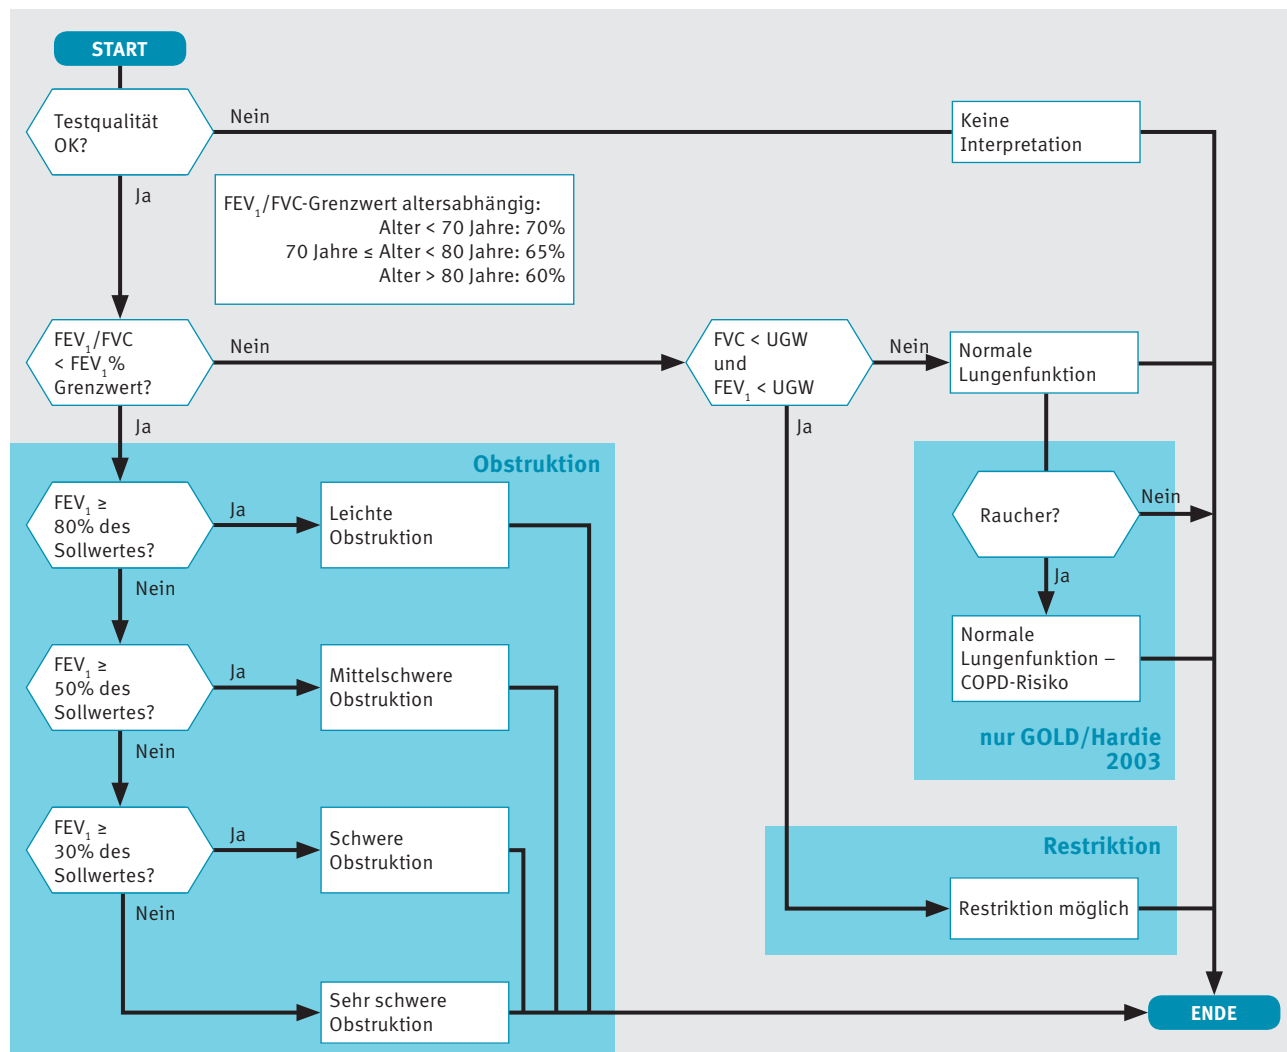 START
Testqualität
OK?
Nein
Keine
Interpretation
Ja
FEV₁/FVC-Grenzwert altersabhängig:
Alter < 70 Jahre: 70%
70 Jahre ≤ Alter < 80 Jahre: 65%
Alter > 80 Jahre: 60%
FEV₁/FVC
< FEV₁%
Grenzwert?
Nein
FVC < UGW
und
FEV₁ < UGW
Nein
Normale
Lungenfunktion
Ja
Ja
Obstruktion
FEV₁ ≥
80% des
Sollwertes?
Ja
Leichte
Obstruktion
Nein
Raucher?
Nein
Ja
Normale
Lungenfunktion –
COPD-Risiko
nur GOLD/Hardie
2003
FEV₁ ≥
50% des
Sollwertes?
Ja
Mittelschwere
Obstruktion
Nein
FEV₁ ≥
30% des
Sollwertes?
Ja
Schwere
Obstruktion
Nein
Restriktion
Restriktion möglich
Sehr schwere
Obstruktion
ENDE